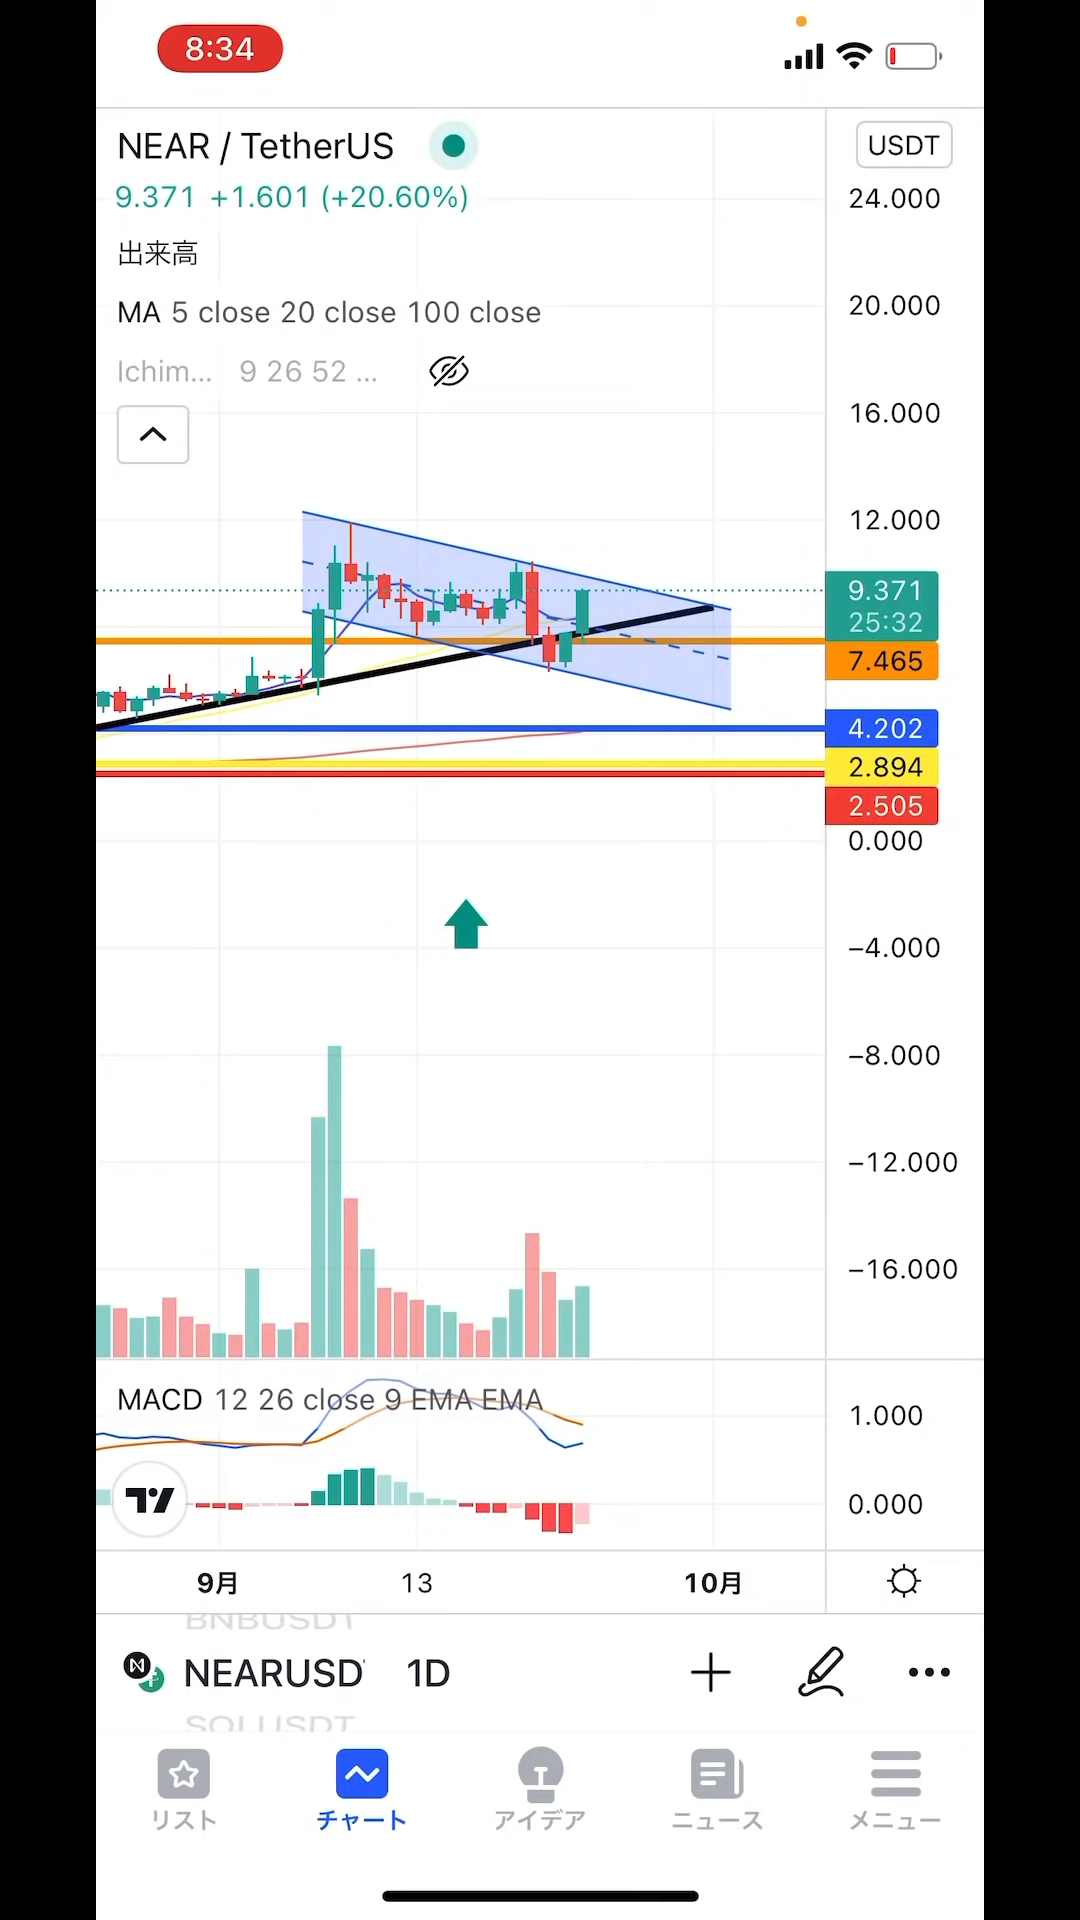 8:34
NEAR / TetherUS
USDT
9.371 +1.601 (+20.60%)
出来高
MA 5 close 20 close 100 close
Ichim... 9 26 52 ...
24.000
20.000
16.000
12.000
9.371
25:32
7.465
4.202
2.894
2.505
0.000
−4.000
−8.000
−12.000
−16.000
MACD 12 26 close 9 EMA EMA
1.000
0.000
9月 13 10月
BNBUSDT
NEARUSD 1D
SOLUSDT
リスト チャート アイデア ニュース メニュー